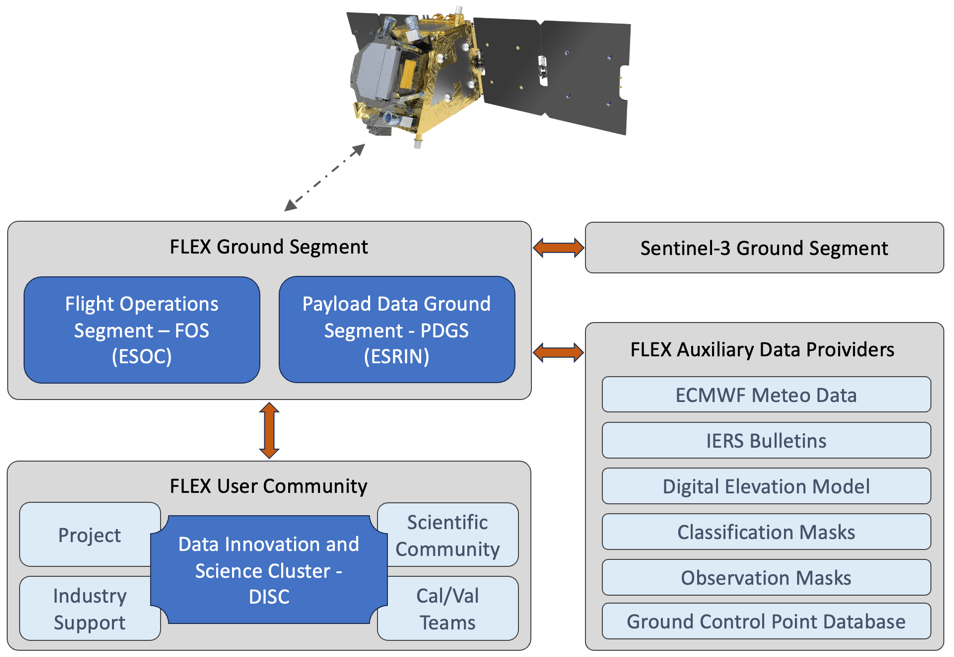 FLEX Ground Segment
Flight Operations
Segment – FOS
(ESOC)
Payload Data Ground
Segment - PDGS
(ESRIN)
Sentinel-3 Ground Segment
FLEX Auxiliary Data Proividers
ECMWF Meteo Data
IERS Bulletins
Digital Elevation Model
Classification Masks
Observation Masks
Ground Control Point Database
FLEX User Community
Project
Industry
Support
Data Innovation and
Science Cluster -
DISC
Scientific
Community
Cal/Val
Teams